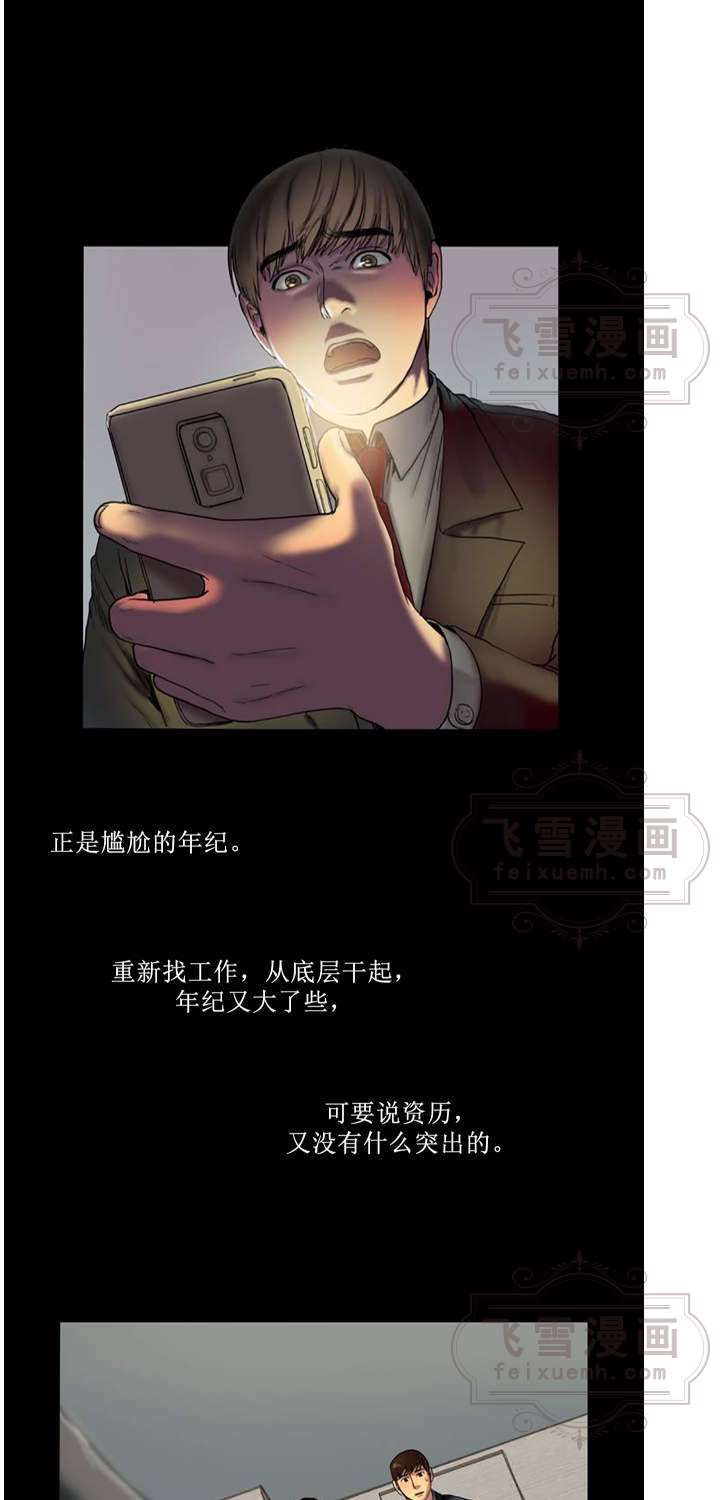 飞雪漫画
feixuemh.com
飞雪漫画
feixuemh.com
正是尴尬的年纪。
重新找工作，从底层干起，
年纪又大了些，
可要说资历，
又没有什么突出的。
飞雪漫画
feixuemh.com